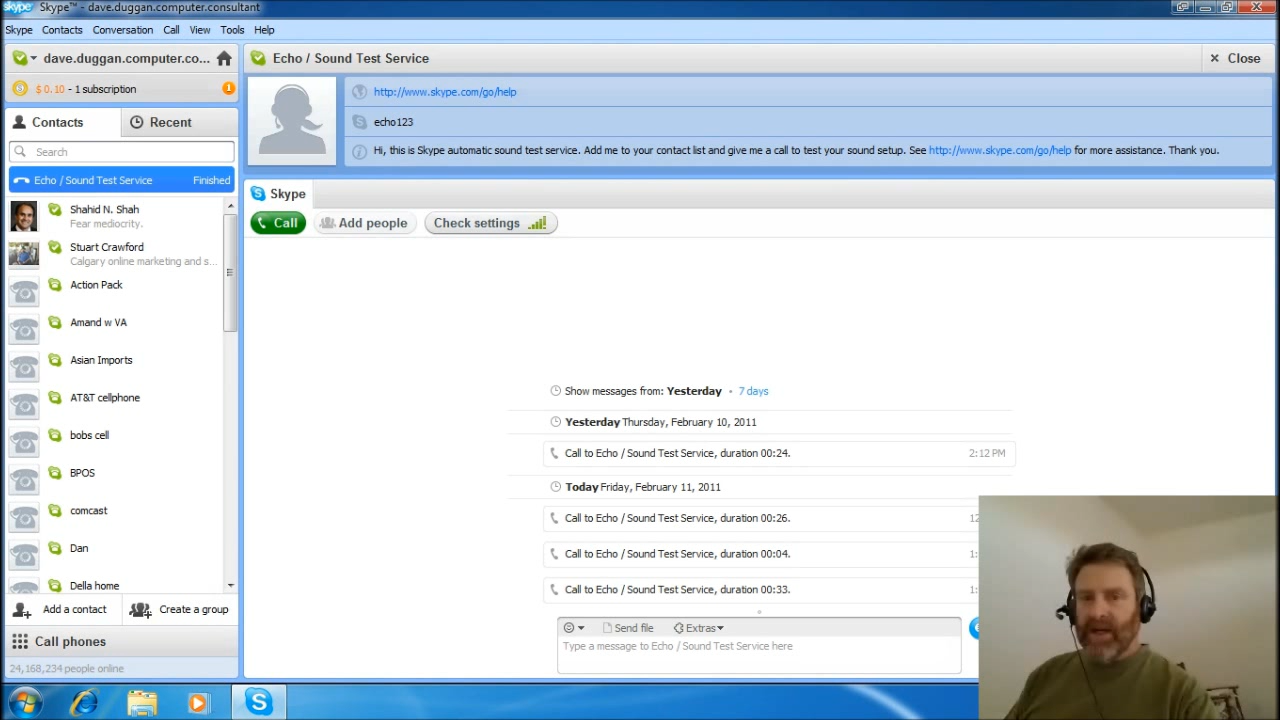 Skype™ - dave.duggan.computer.consultant
Skype Contacts Conversation Call View Tools Help
dave.duggan.computer.co...
$ 0.10 - 1 subscription
1
Contacts
Recent
Search
Echo / Sound Test Service Finished
Shahid N. Shah
Fear mediocrity.
Stuart Crawford
Calgary online marketing and s...
Action Pack
Amand w VA
Asian Imports
AT&T cellphone
bobs cell
BPOS
comcast
Dan
Della home
Add a contact
Create a group
Call phones
24,168,234 people online
Echo / Sound Test Service
Close
http://www.skype.com/go/help
echo123
Hi, this is Skype automatic sound test service. Add me to your contact list and give me a call to test your sound setup. See http://www.skype.com/go/help for more assistance. Thank you.
Skype
Call
Add people
Check settings
Show messages from: Yesterday • 7 days
Yesterday Thursday, February 10, 2011
Call to Echo / Sound Test Service, duration 00:24. 2:12 PM
Today Friday, February 11, 2011
Call to Echo / Sound Test Service, duration 00:26. 12
Call to Echo / Sound Test Service, duration 00:04. 1:
Call to Echo / Sound Test Service, duration 00:33. 1:
Send file
Extras
Type a message to Echo / Sound Test Service here